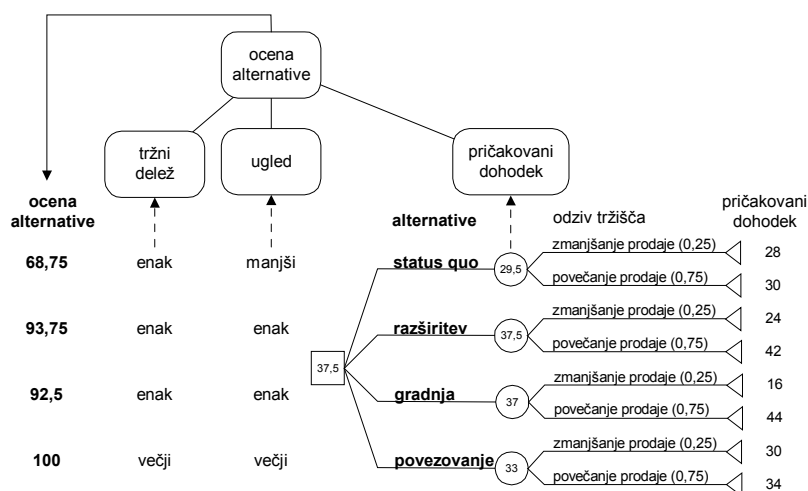 ocena
alternative
tržni
delež
ugled
pričakovani
dohodek
ocena
alternative
alternative
odziv tržišča
pričakovani
dohodek
68,75
enak
manjši
status quo
29,5
zmanjšanje prodaje (0,25)
28
povečanje prodaje (0,75)
30
93,75
enak
enak
razširitev
37,5
zmanjšanje prodaje (0,25)
24
povečanje prodaje (0,75)
42
37,5
92,5
enak
enak
gradnja
37
zmanjšanje prodaje (0,25)
16
povečanje prodaje (0,75)
44
100
večji
večji
povezovanje
33
zmanjšanje prodaje (0,25)
30
povečanje prodaje (0,75)
34